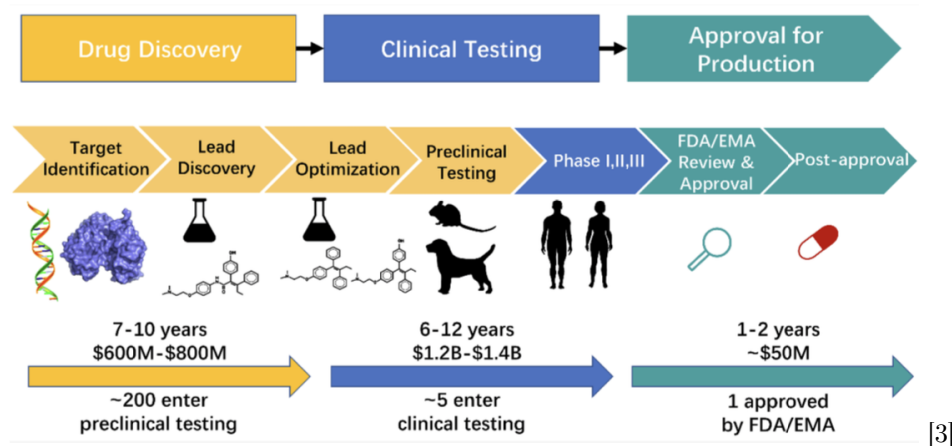 Drug Discovery
Clinical Testing
Approval for
Production
Target
Identification
Lead
Discovery
Lead
Optimization
Preclinical
Testing
Phase I,II,III
FDA/EMA
Review &
Approval
Post-approval
7-10 years
$600M-$800M
~200 enter
preclinical testing
6-12 years
$1.2B-$1.4B
~5 enter
clinical testing
1-2 years
~$50M
1 approved
by FDA/EMA
[3